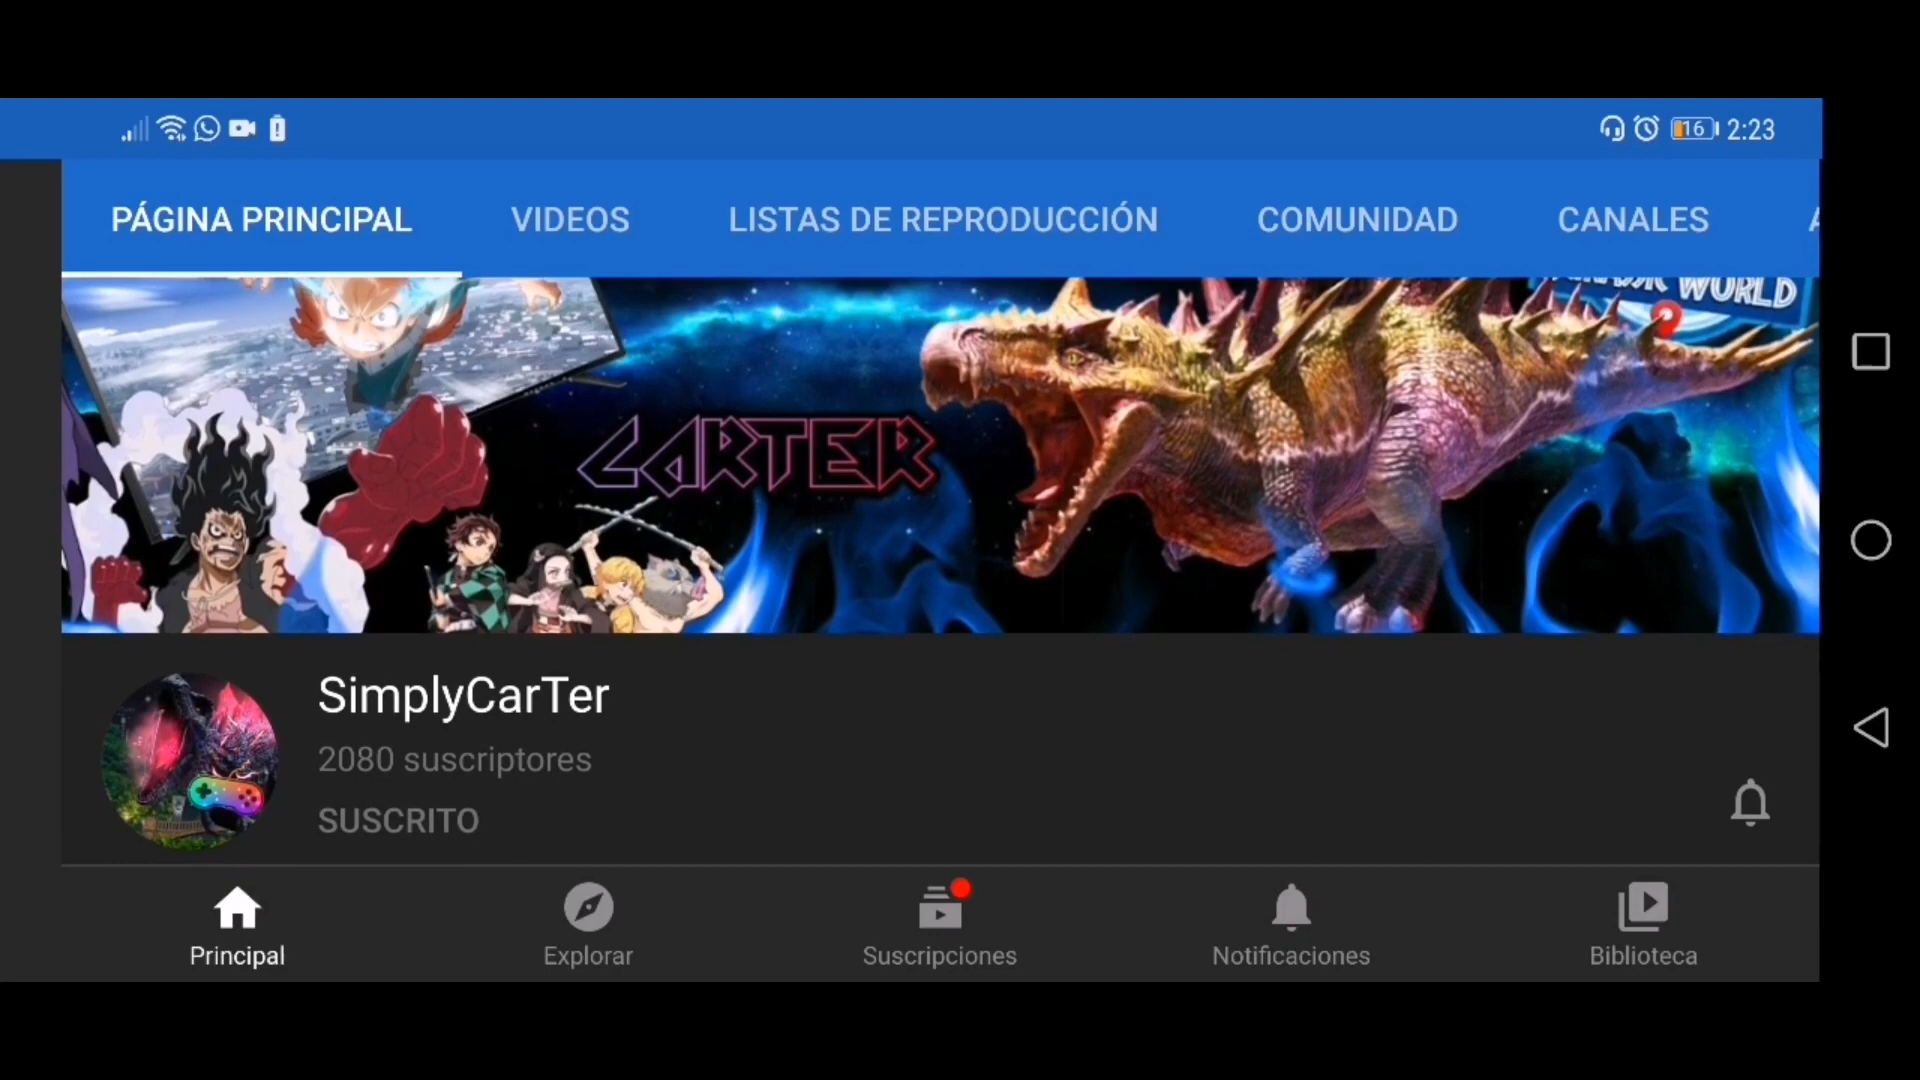 16 2:23
PÁGINA PRINCIPAL VIDEOS LISTAS DE REPRODUCCIÓN COMUNIDAD CANALES
WORLD
CARTER
SimplyCarTer
2080 suscriptores
SUSCRITO
Principal Explorar Suscripciones Notificaciones Biblioteca